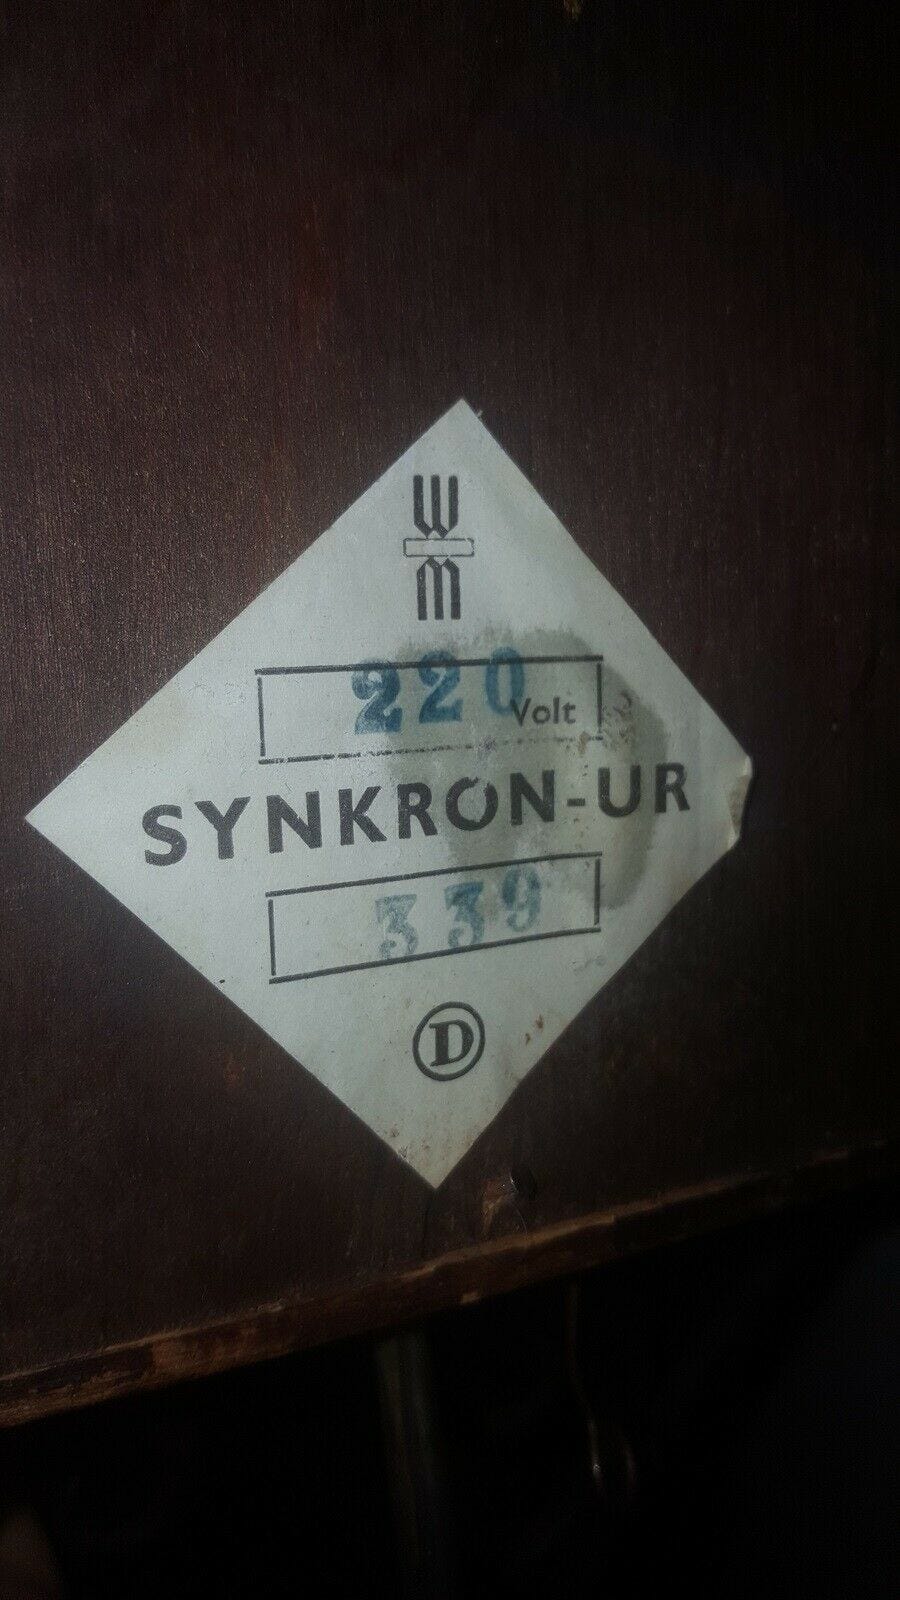 W
M
220 Volt
SYNKRON-UR
339
D